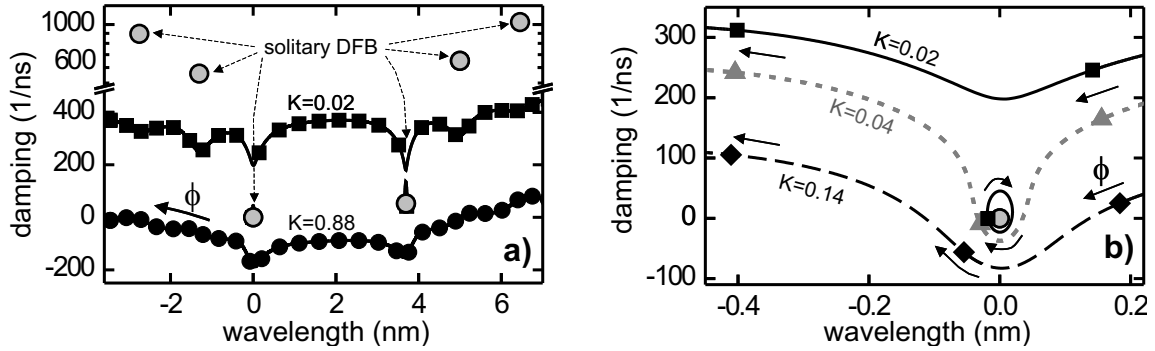 1000
600
400
200
0
-200
damping (1/ns)
solitary DFB
K=0.02
ϕ
K=0.88
a)
-2
0
2
4
6
wavelength (nm)
300
200
100
0
-100
damping (1/ns)
K=0.02
K=0.04
K=0.14
ϕ
b)
-0.4
-0.2
0.0
0.2
wavelength (nm)